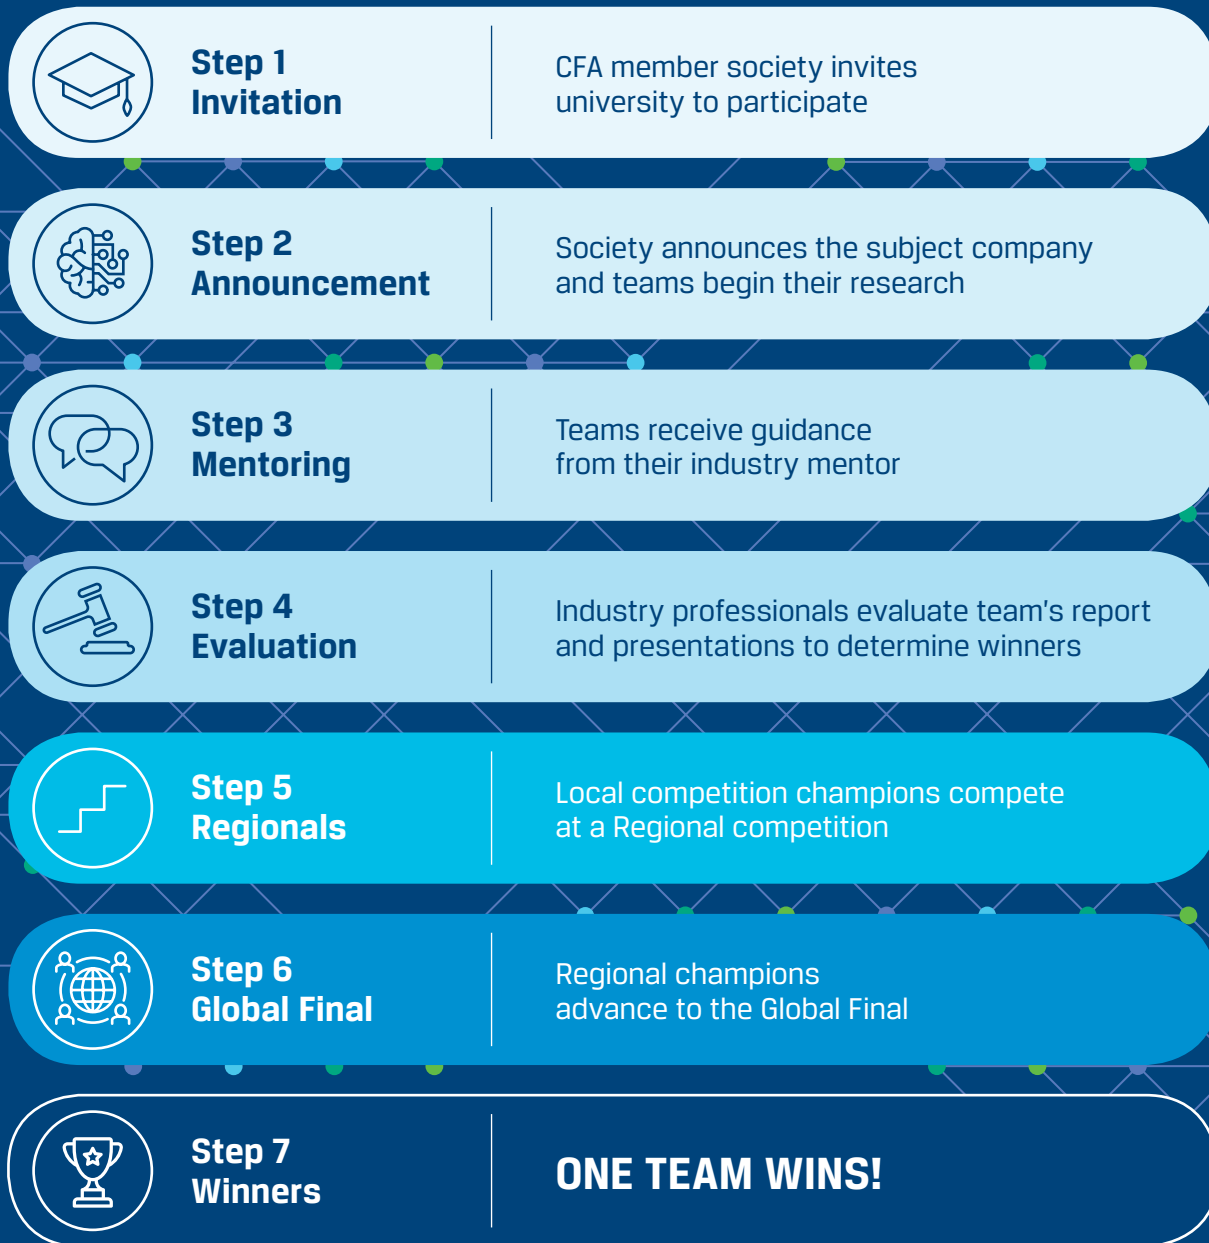 Step 1
Invitation
CFA member society invites
university to participate
Step 2
Announcement
Society announces the subject company
and teams begin their research
Step 3
Mentoring
Teams receive guidance
from their industry mentor
Step 4
Evaluation
Industry professionals evaluate team's report
and presentations to determine winners
Step 5
Regionals
Local competition champions compete
at a Regional competition
Step 6
Global Final
Regional champions
advance to the Global Final
Step 7
Winners
ONE TEAM WINS!